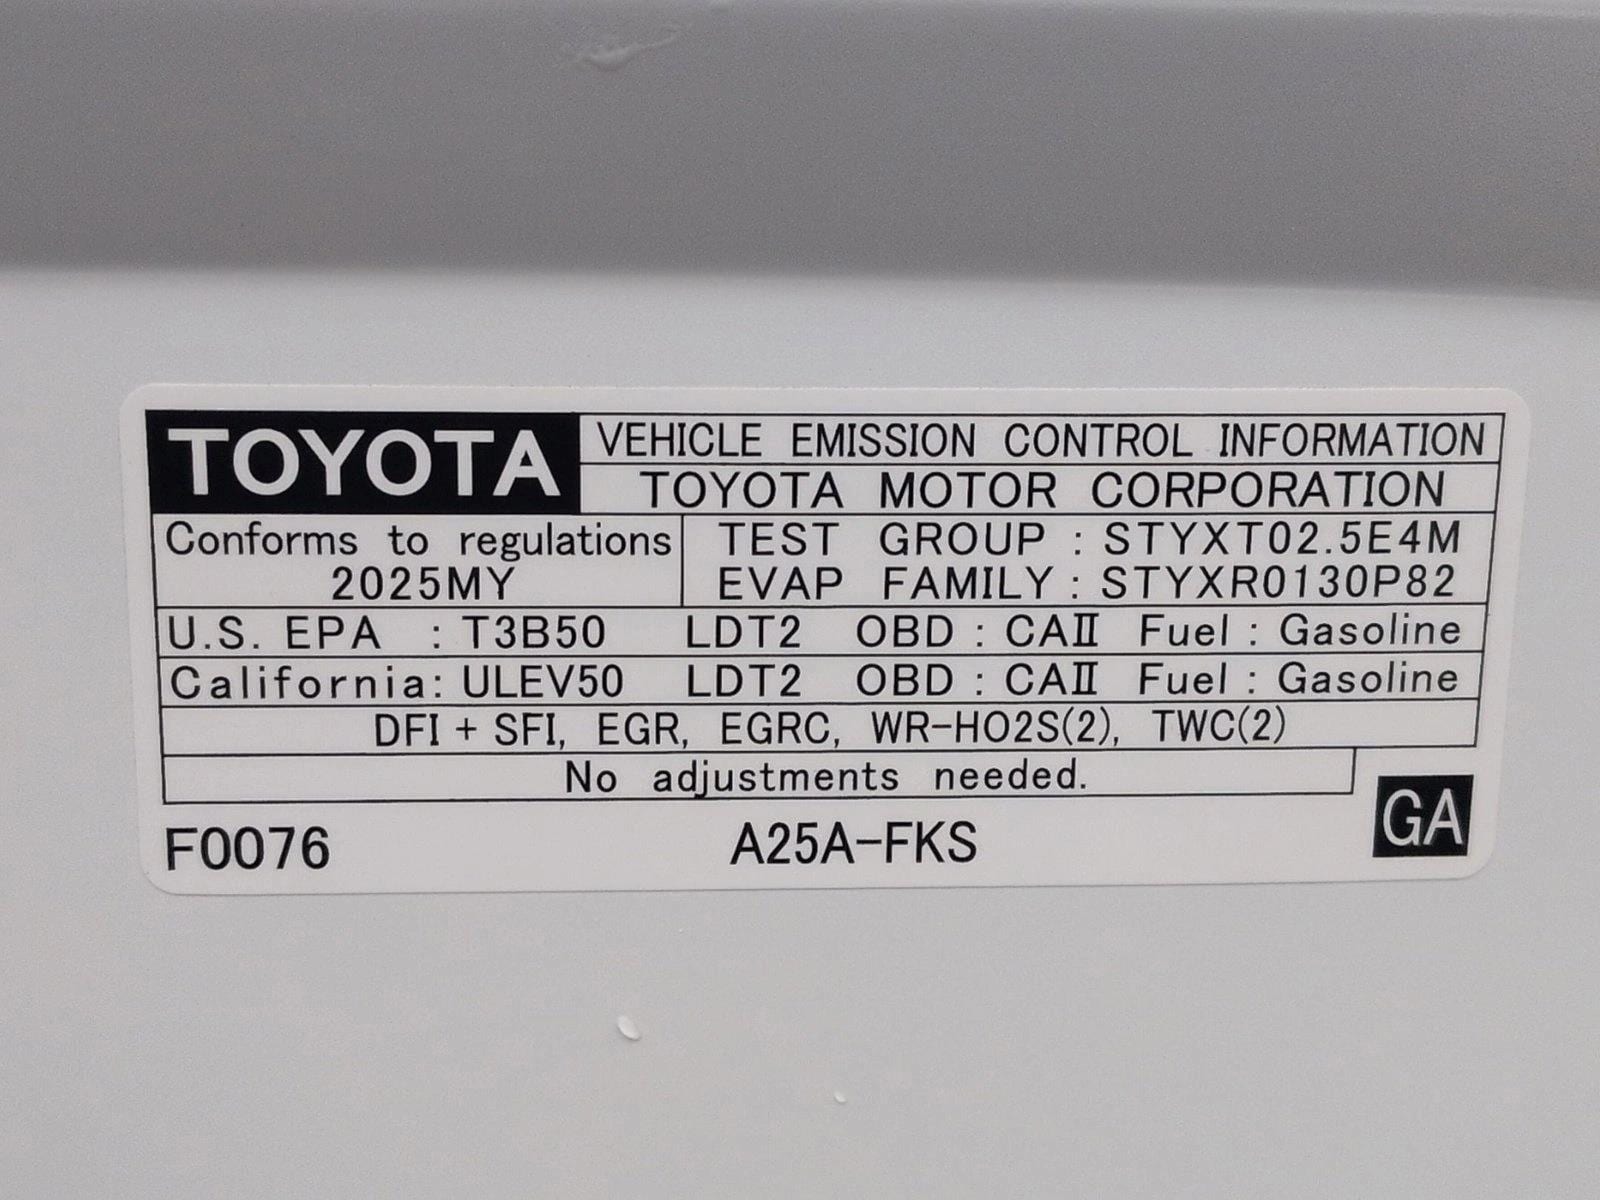 TOYOTA VEHICLE EMISSION CONTROL INFORMATION
TOYOTA MOTOR CORPORATION
Conforms to regulations TEST GROUP : STYXT02.5E4M
2025MY EVAP FAMILY : STYXR0130P82
U.S. EPA : T3B50 LDT2 OBD : CAⅡ Fuel : Gasoline
California: ULEV50 LDT2 OBD : CAⅡ Fuel : Gasoline
DFI + SFI, EGR, EGRC, WR-HO2S(2), TWC(2)
No adjustments needed.
F0076 A25A-FKS GA